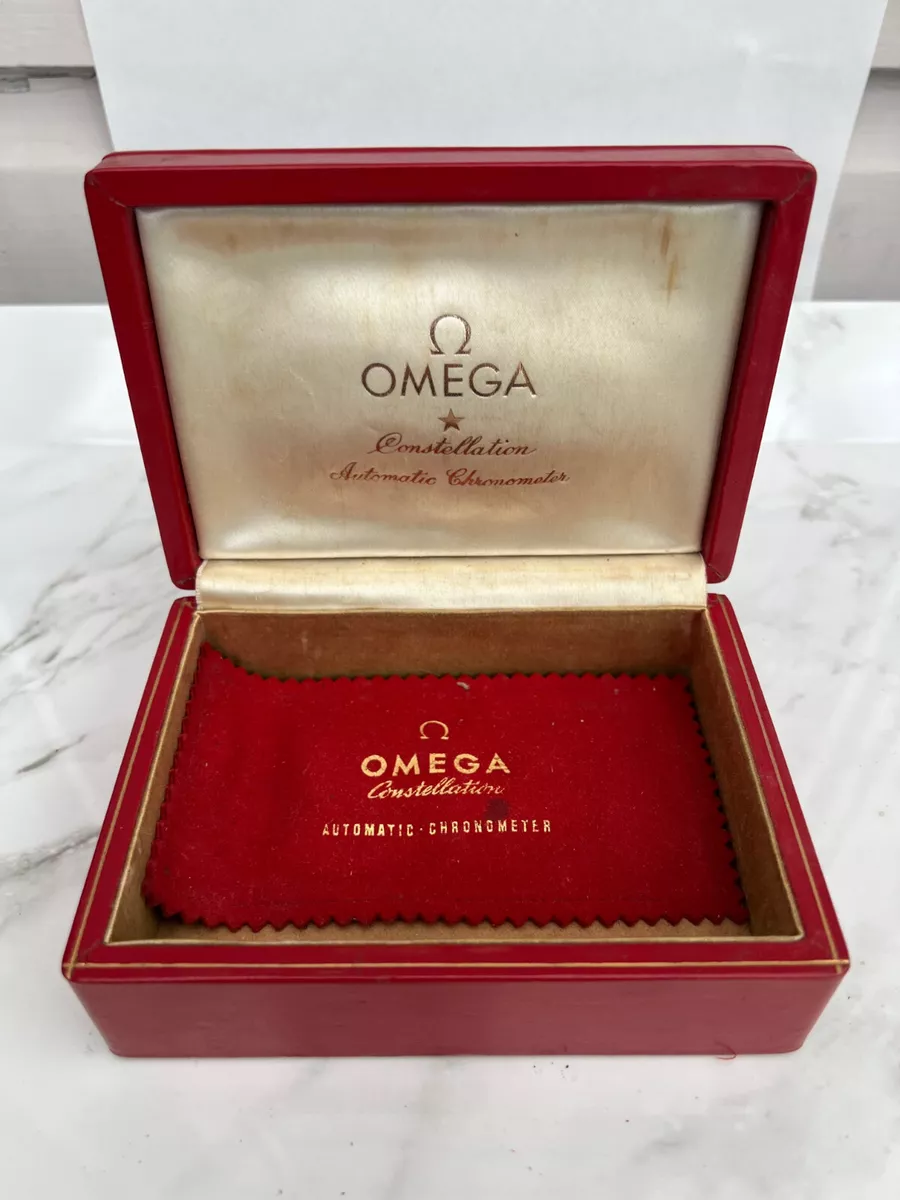 Ω
OMEGA
Constellation
Automatic Chronometer
Ω
OMEGA
Constellation
AUTOMATIC · CHRONOMETER